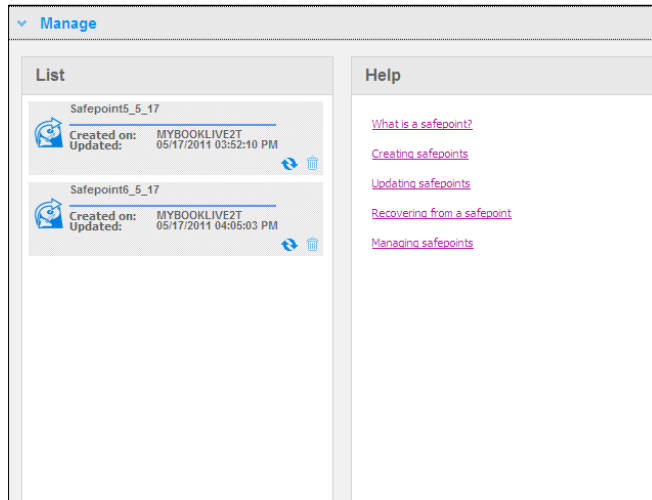 Manage
List
Safepoint5_5_17
Created on: MYBOOKLIVE2T
Updated: 05/17/2011 03:52:10 PM
Safepoint6_5_17
Created on: MYBOOKLIVE2T
Updated: 05/17/2011 04:05:03 PM
Help
What is a safepoint?
Creating safepoints
Updating safepoints
Recovering from a safepoint
Managing safepoints